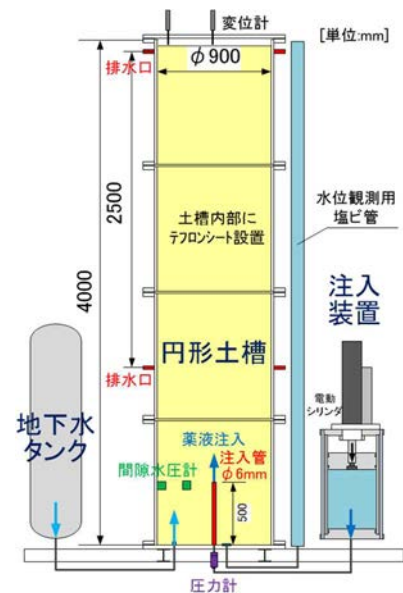 変位計
[単位:mm]
排水口
φ900
2500
4000
土槽内部に
テフロンシート設置
水位観測用
塩ビ管
注入
装置
円形土槽
排水口
電動
シリンダ
地下水
タンク
薬液注入
注入管
φ6mm
間隙水圧計
500
圧力計